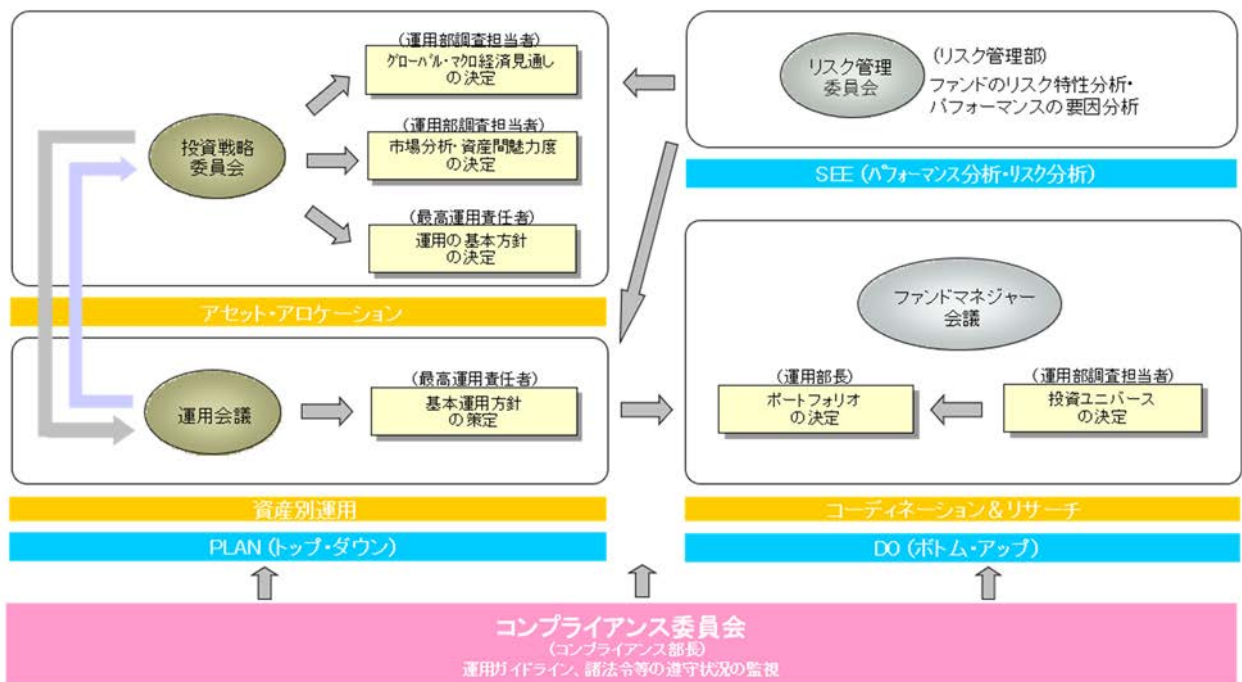 (運用部調査担当者)
グローバル・マクロ経済見通し
の決定
投資戦略
委員会
(運用部調査担当者)
市場分析・資産間魅力度
の決定
(最高運用責任者)
運用の基本方針
の決定
アセット・アロケーション
運用会議
(最高運用責任者)
基本運用方針
の策定
資産別運用
PLAN (トップ・ダウン)
リスク管理
委員会
(リスク管理部)
ファンドのリスク特性分析・
パフォーマンスの要因分析
SEE (パフォーマンス分析・リスク分析)
ファンドマネジャー
会議
(運用部長)
ポートフォリオ
の決定
(運用部調査担当者)
投資ユニバース
の決定
コーディネーション＆リサーチ
DO (ボトム・アップ)
コンプライアンス委員会
(コンプライアンス部長)
運用ガイドライン、諸法令等の遵守状況の監視